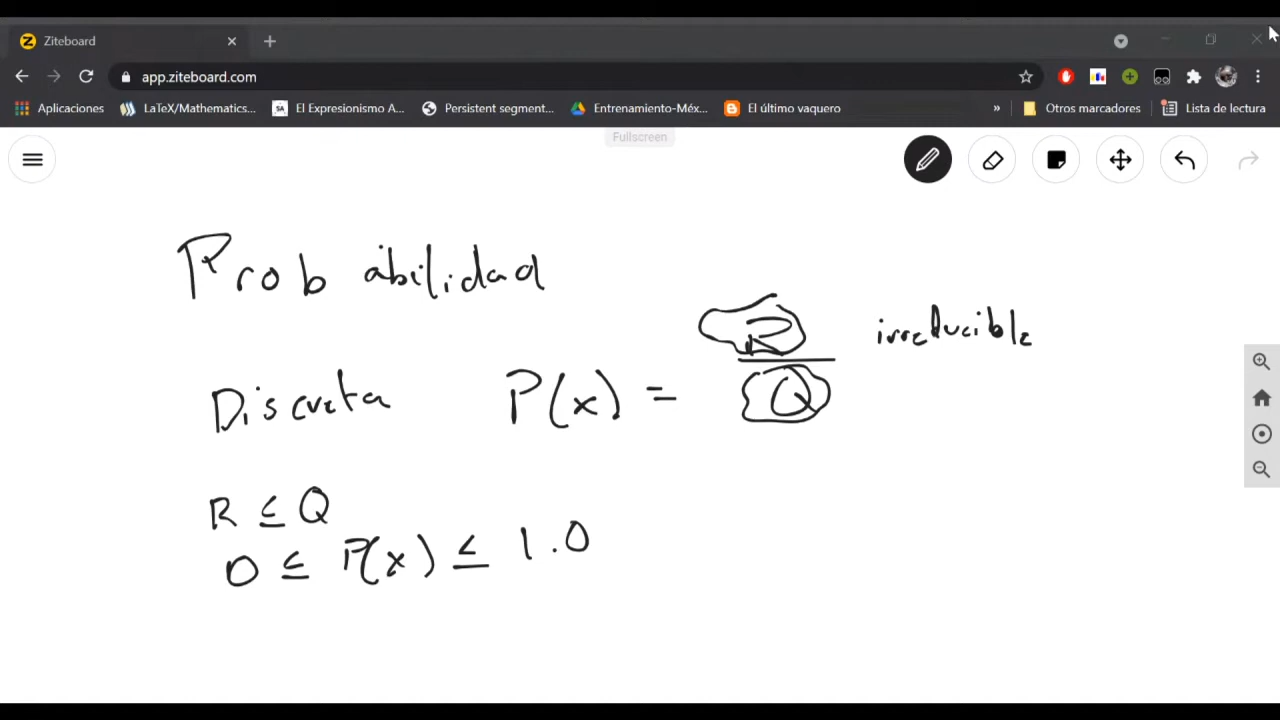 Ziteboard
app.ziteboard.com
Aplicaciones LaTeX/Mathematics... SA El Expresionismo A... Persistent segment... Entrenamiento-Méx... El último vaquero » Otros marcadores Lista de lectura
Fullscreen
Probabilidad
Discreta P(x) = R / Q irreducible
R ≤ Q
0 ≤ P(x) ≤ 1.0